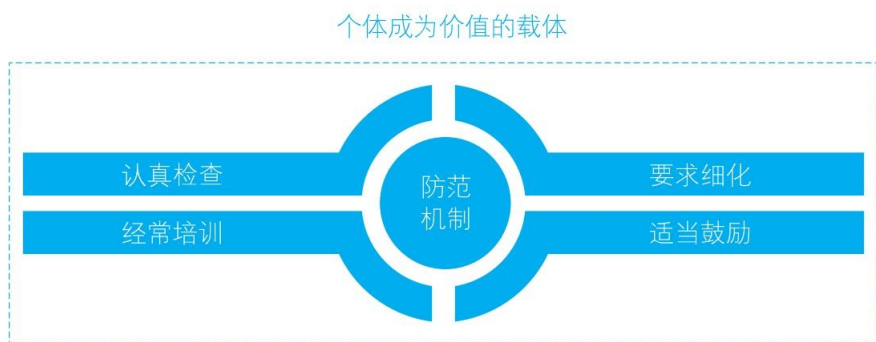 个体成为价值的载体
认真检查
要求细化
防范
机制
经常培训
适当鼓励